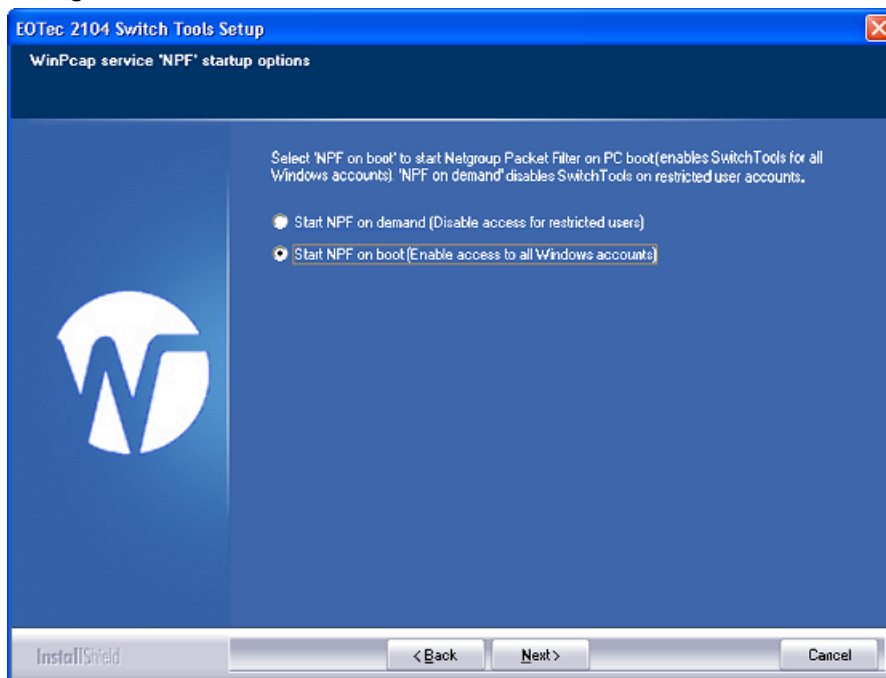 EOTec 2104 Switch Tools Setup
WinPcap service 'NPF' startup options
Select 'NPF on boot' to start Netgroup Packet Filter on PC boot(enables SwitchTools for all
Windows accounts). 'NPF on demand' disables SwitchTools on restricted user accounts.
Start NPF on demand (Disable access for restricted users)
Start NPF on boot (Enable access to all Windows accounts)
InstallShield
< Back Next > Cancel